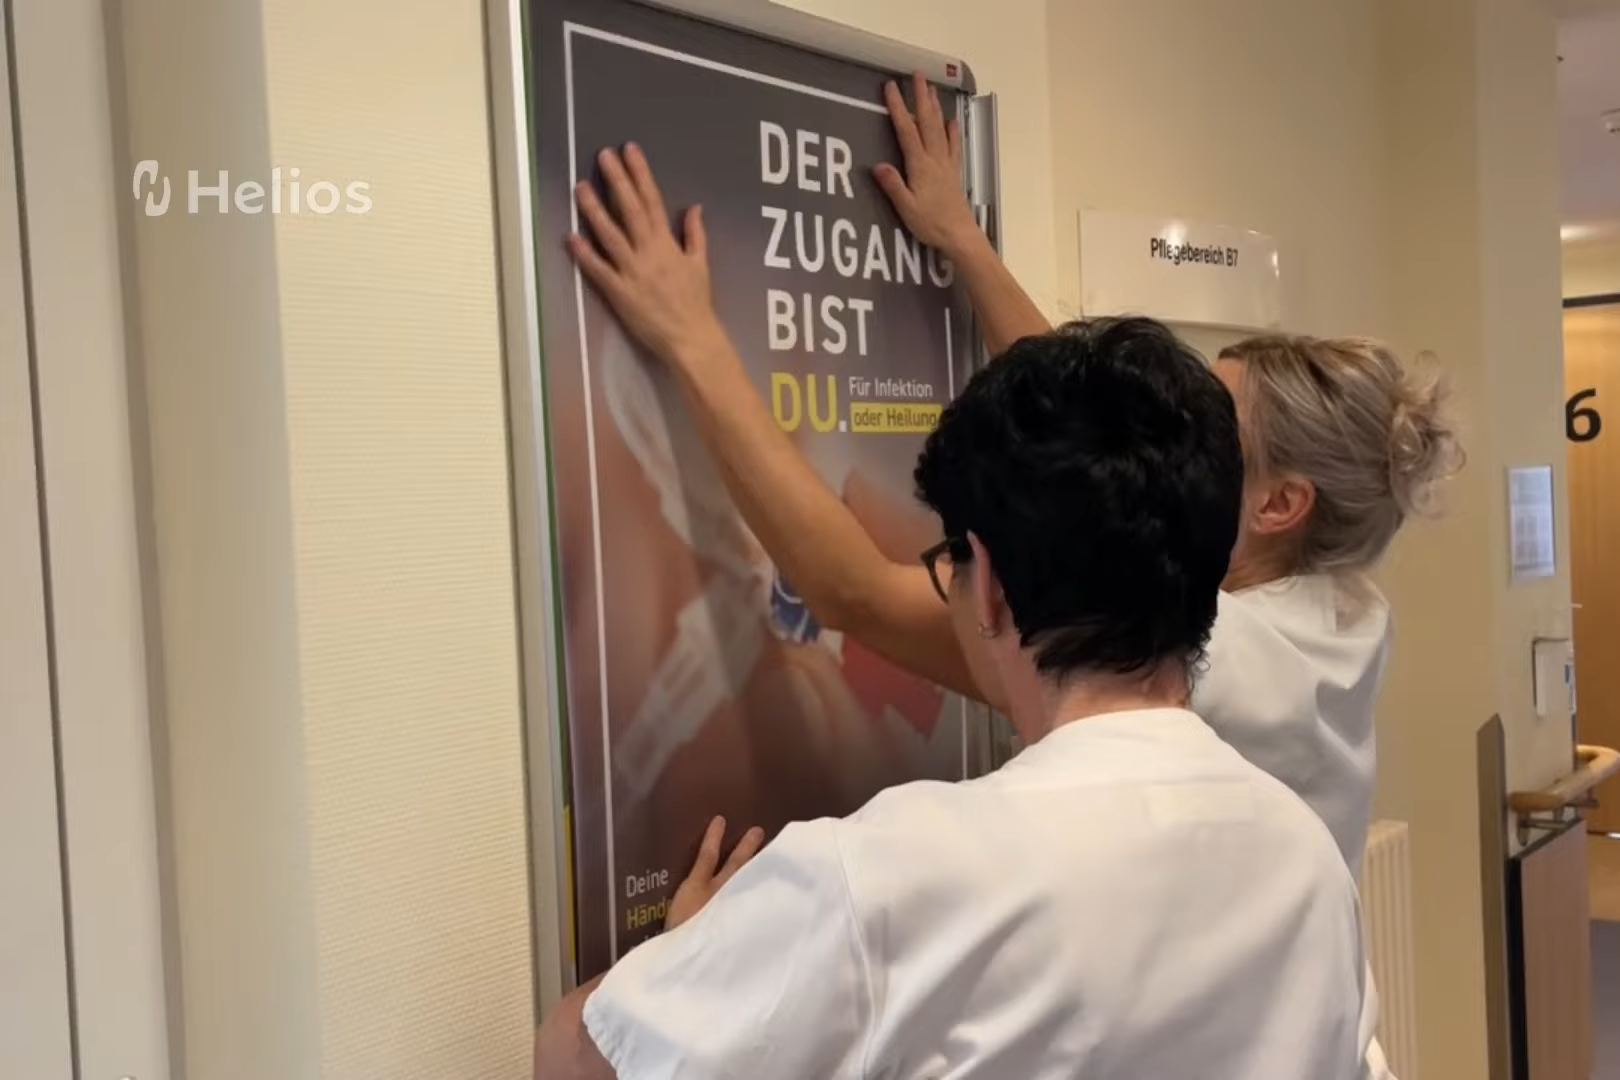 Helios
DER
ZUGANG
BIST
DU.
Für Infektion
oder Heilung
Deine
Pflegebereich B7
6